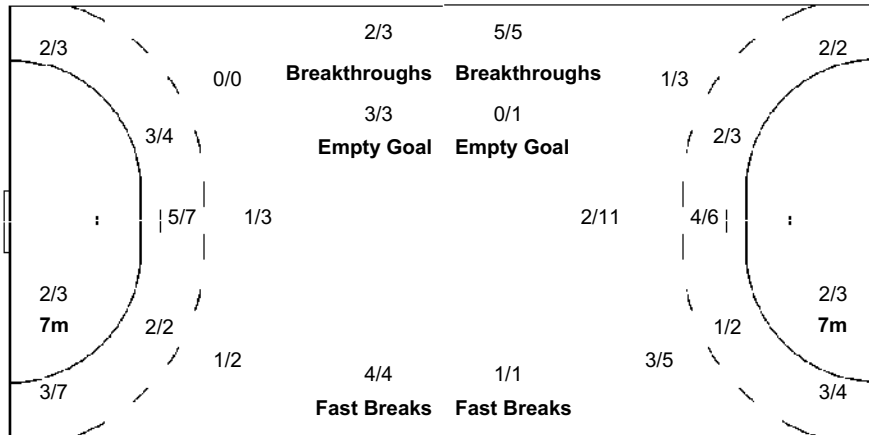 2/3 5/5
2/3 2/2
Breakthroughs Breakthroughs
0/0 1/3
3/3 0/1
3/4 2/3
Empty Goal Empty Goal
5/7 1/3 2/11 4/6
2/3 2/3
7m 7m
2/2 1/2
1/2 3/5
4/4 1/1
3/7 3/4
Fast Breaks Fast Breaks